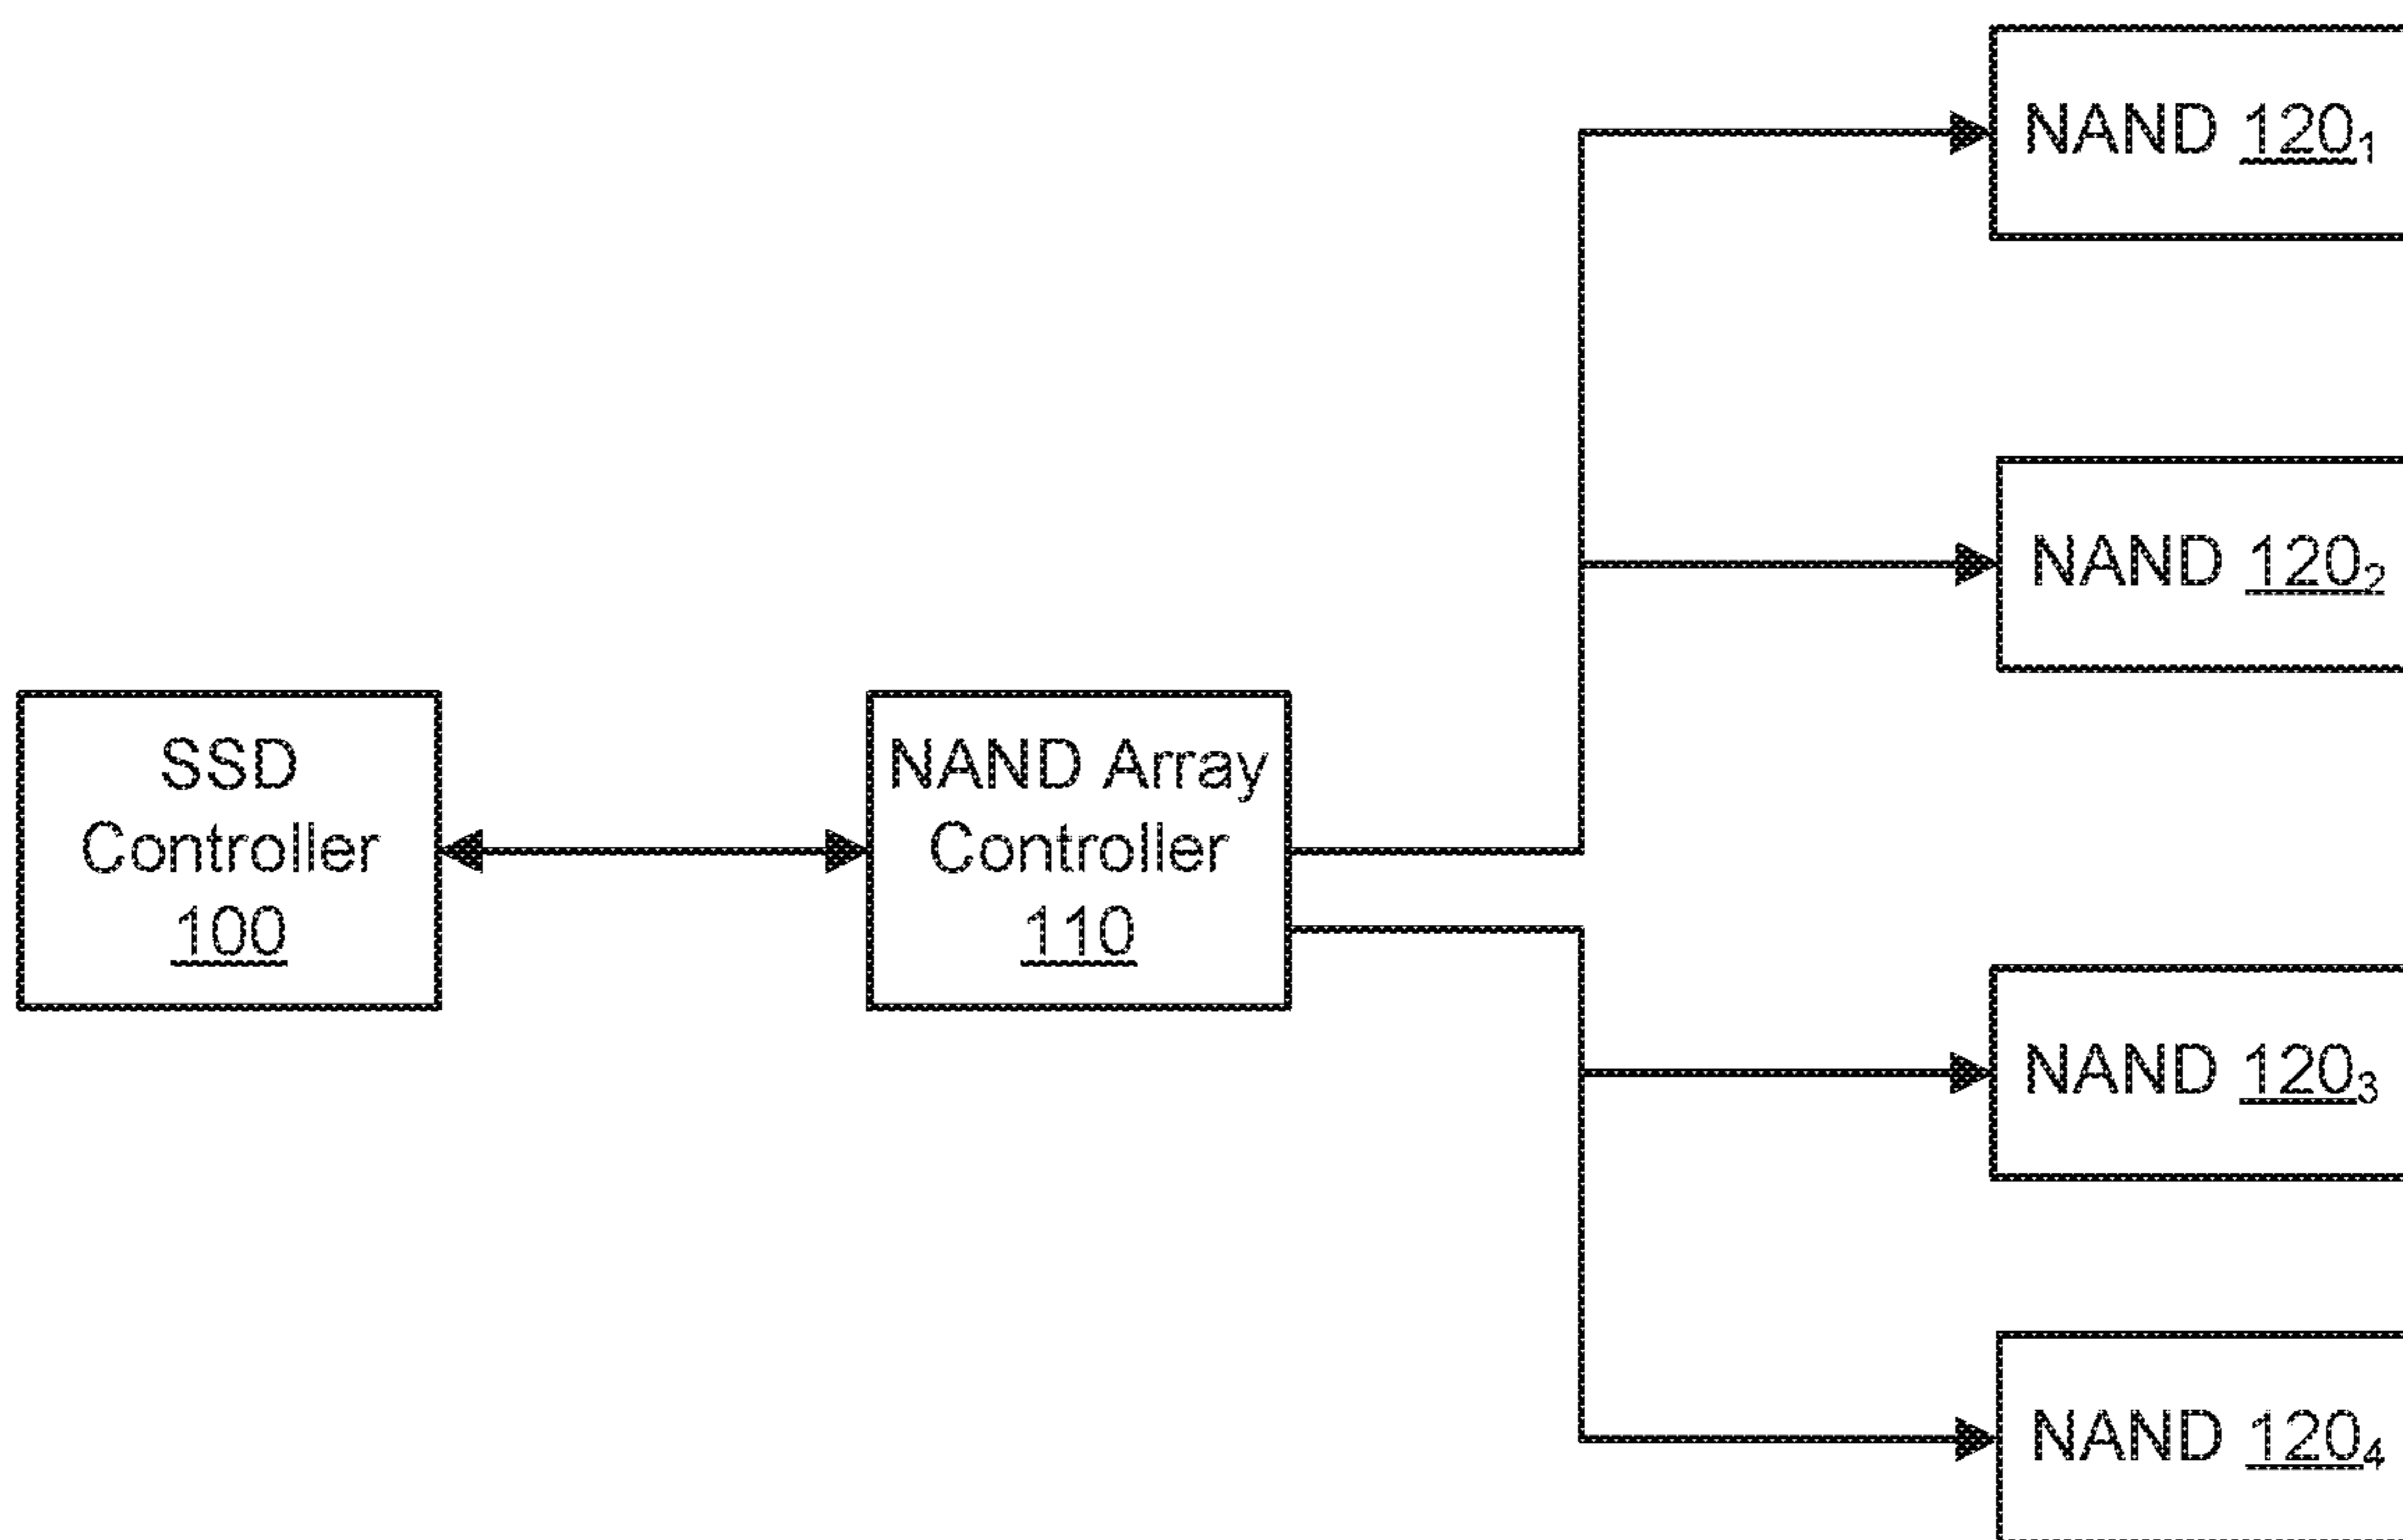 NAND 120₁
NAND 120₂
SSD
Controller
100
NAND Array
Controller
110
NAND 120₃
NAND 120₄